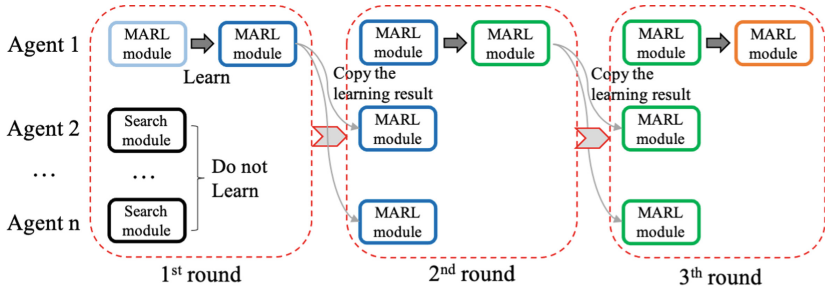 Agent 1
MARL
module
MARL
module
Learn
Copy the
learning result
MARL
module
MARL
module
Copy the
learning result
MARL
module
MARL
module
Agent 2
Search
module
MARL
module
MARL
module
...
...
Do not
Learn
Agent n
Search
module
MARL
module
MARL
module
1st round
2nd round
3th round